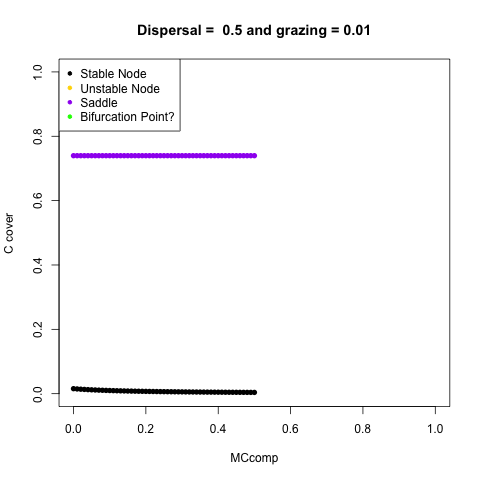 Dispersal =  0.5 and grazing = 0.01
Stable Node
Unstable Node
Saddle
Bifurcation Point?
C cover
1.0
0.8
0.6
0.4
0.2
0.0
0.0 0.2 0.4 0.6 0.8 1.0
MCcomp